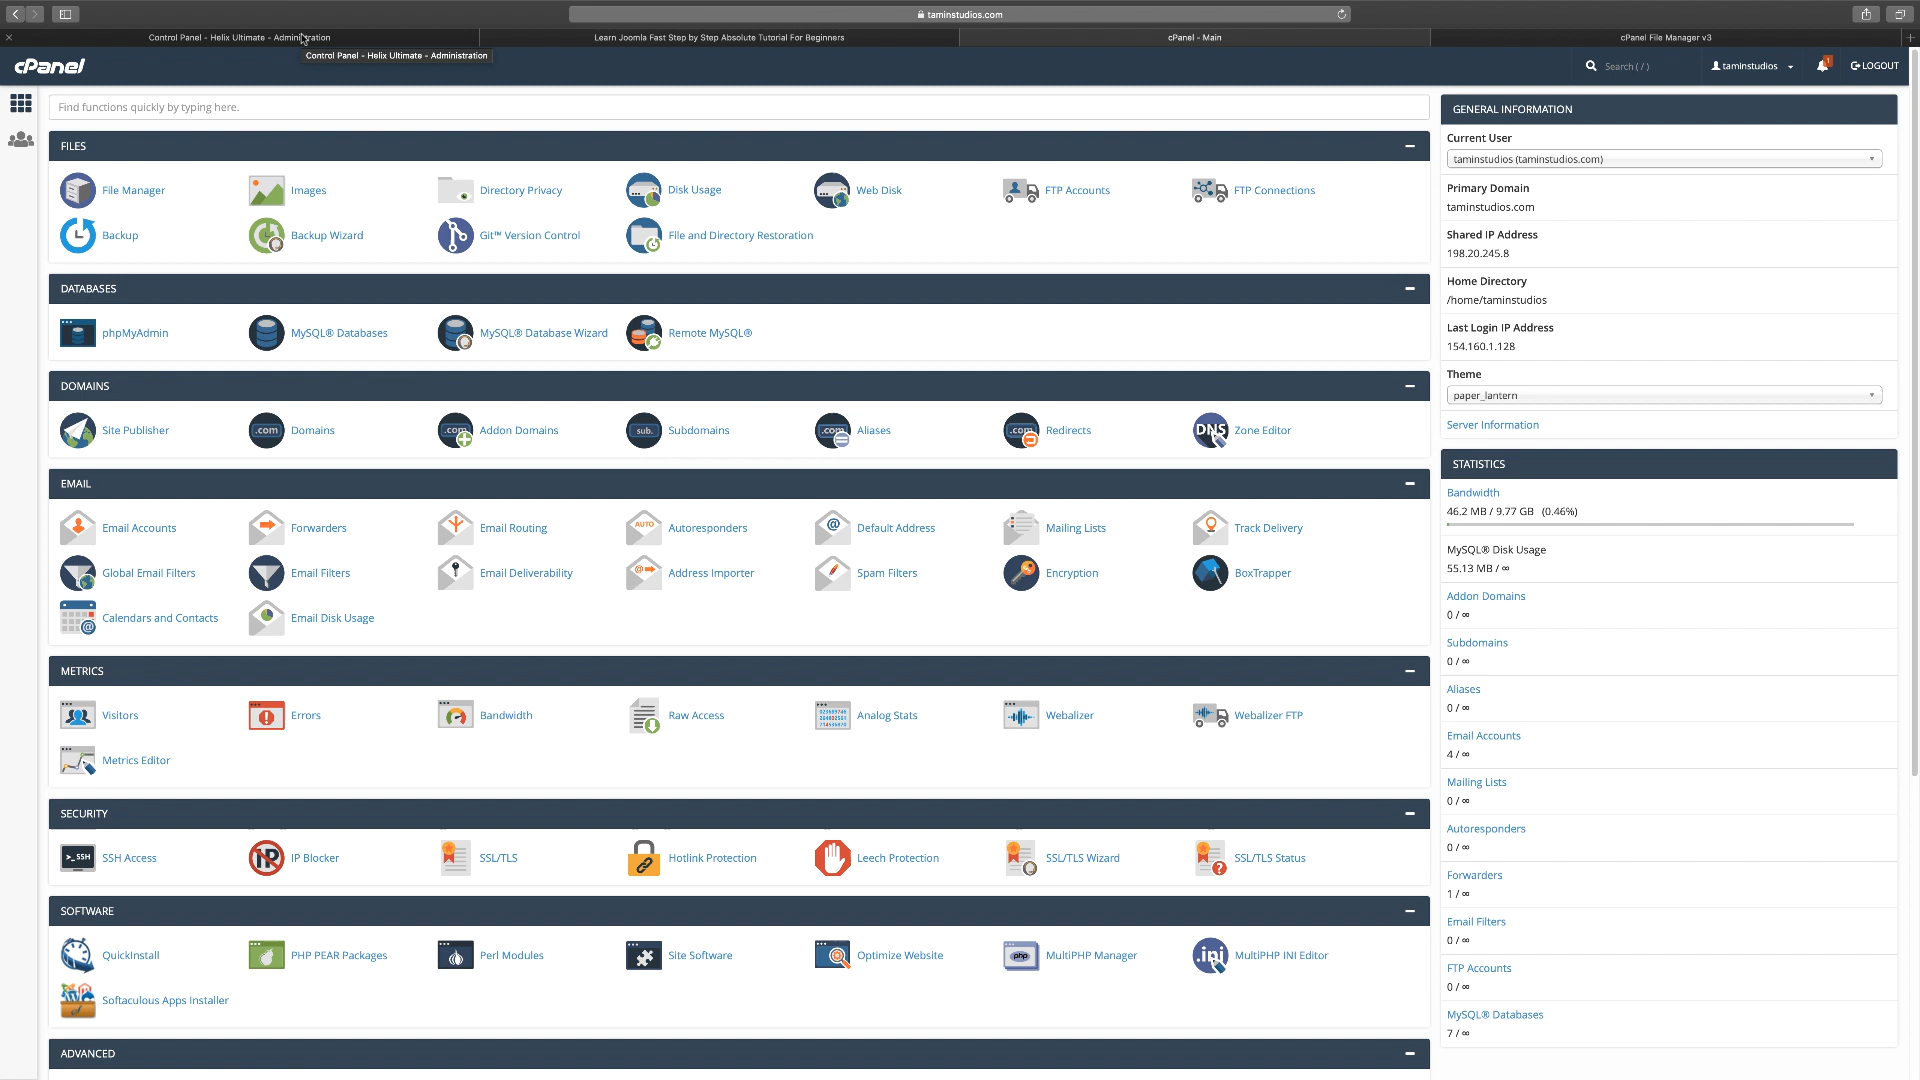 taminstudios.com
Control Panel - Helix Ultimate - Administration
Learn Joomla Fast Step by Step Absolute Tutorial For Beginners
cPanel - Main
cPanel File Manager v3
Control Panel - Helix Ultimate - Administration
cPanel
Search ( / )
taminstudios
1
LOGOUT
Find functions quickly by typing here.
FILES
File Manager
Images
Directory Privacy
Disk Usage
Web Disk
FTP Accounts
FTP Connections
Backup
Backup Wizard
Git™ Version Control
File and Directory Restoration
DATABASES
phpMyAdmin
MySQL® Databases
MySQL® Database Wizard
Remote MySQL®
DOMAINS
Site Publisher
.com
Domains
.com
Addon Domains
sub.
Subdomains
.com
Aliases
.com
Redirects
DNS
Zone Editor
EMAIL
Email Accounts
Forwarders
Email Routing
AUTO
Autoresponders
@
Default Address
Mailing Lists
Track Delivery
Global Email Filters
Email Filters
Email Deliverability
@
Address Importer
Spam Filters
Encryption
BoxTrapper
@
Calendars and Contacts
Email Disk Usage
METRICS
Visitors
Errors
Bandwidth
Raw Access
Analog Stats
Webalizer
Webalizer FTP
Metrics Editor
SECURITY
>_SSH
SSH Access
IP
IP Blocker
SSL/TLS
Hotlink Protection
Leech Protection
SSL/TLS Wizard
?
SSL/TLS Status
SOFTWARE
QuickInstall
PHP PEAR Packages
Perl Modules
Site Software
Optimize Website
php
MultiPHP Manager
.ini
MultiPHP INI Editor
Softaculous Apps Installer
ADVANCED
GENERAL INFORMATION
Current User
taminstudios (taminstudios.com)
Primary Domain
taminstudios.com
Shared IP Address
198.20.245.8
Home Directory
/home/taminstudios
Last Login IP Address
154.160.1.128
Theme
paper_lantern
Server Information
STATISTICS
Bandwidth
46.2 MB / 9.77 GB (0.46%)
MySQL® Disk Usage
55.13 MB / ∞
Addon Domains
0 / ∞
Subdomains
0 / ∞
Aliases
0 / ∞
Email Accounts
4 / ∞
Mailing Lists
0 / ∞
Autoresponders
0 / ∞
Forwarders
1 / ∞
Email Filters
0 / ∞
FTP Accounts
0 / ∞
MySQL® Databases
7 / ∞